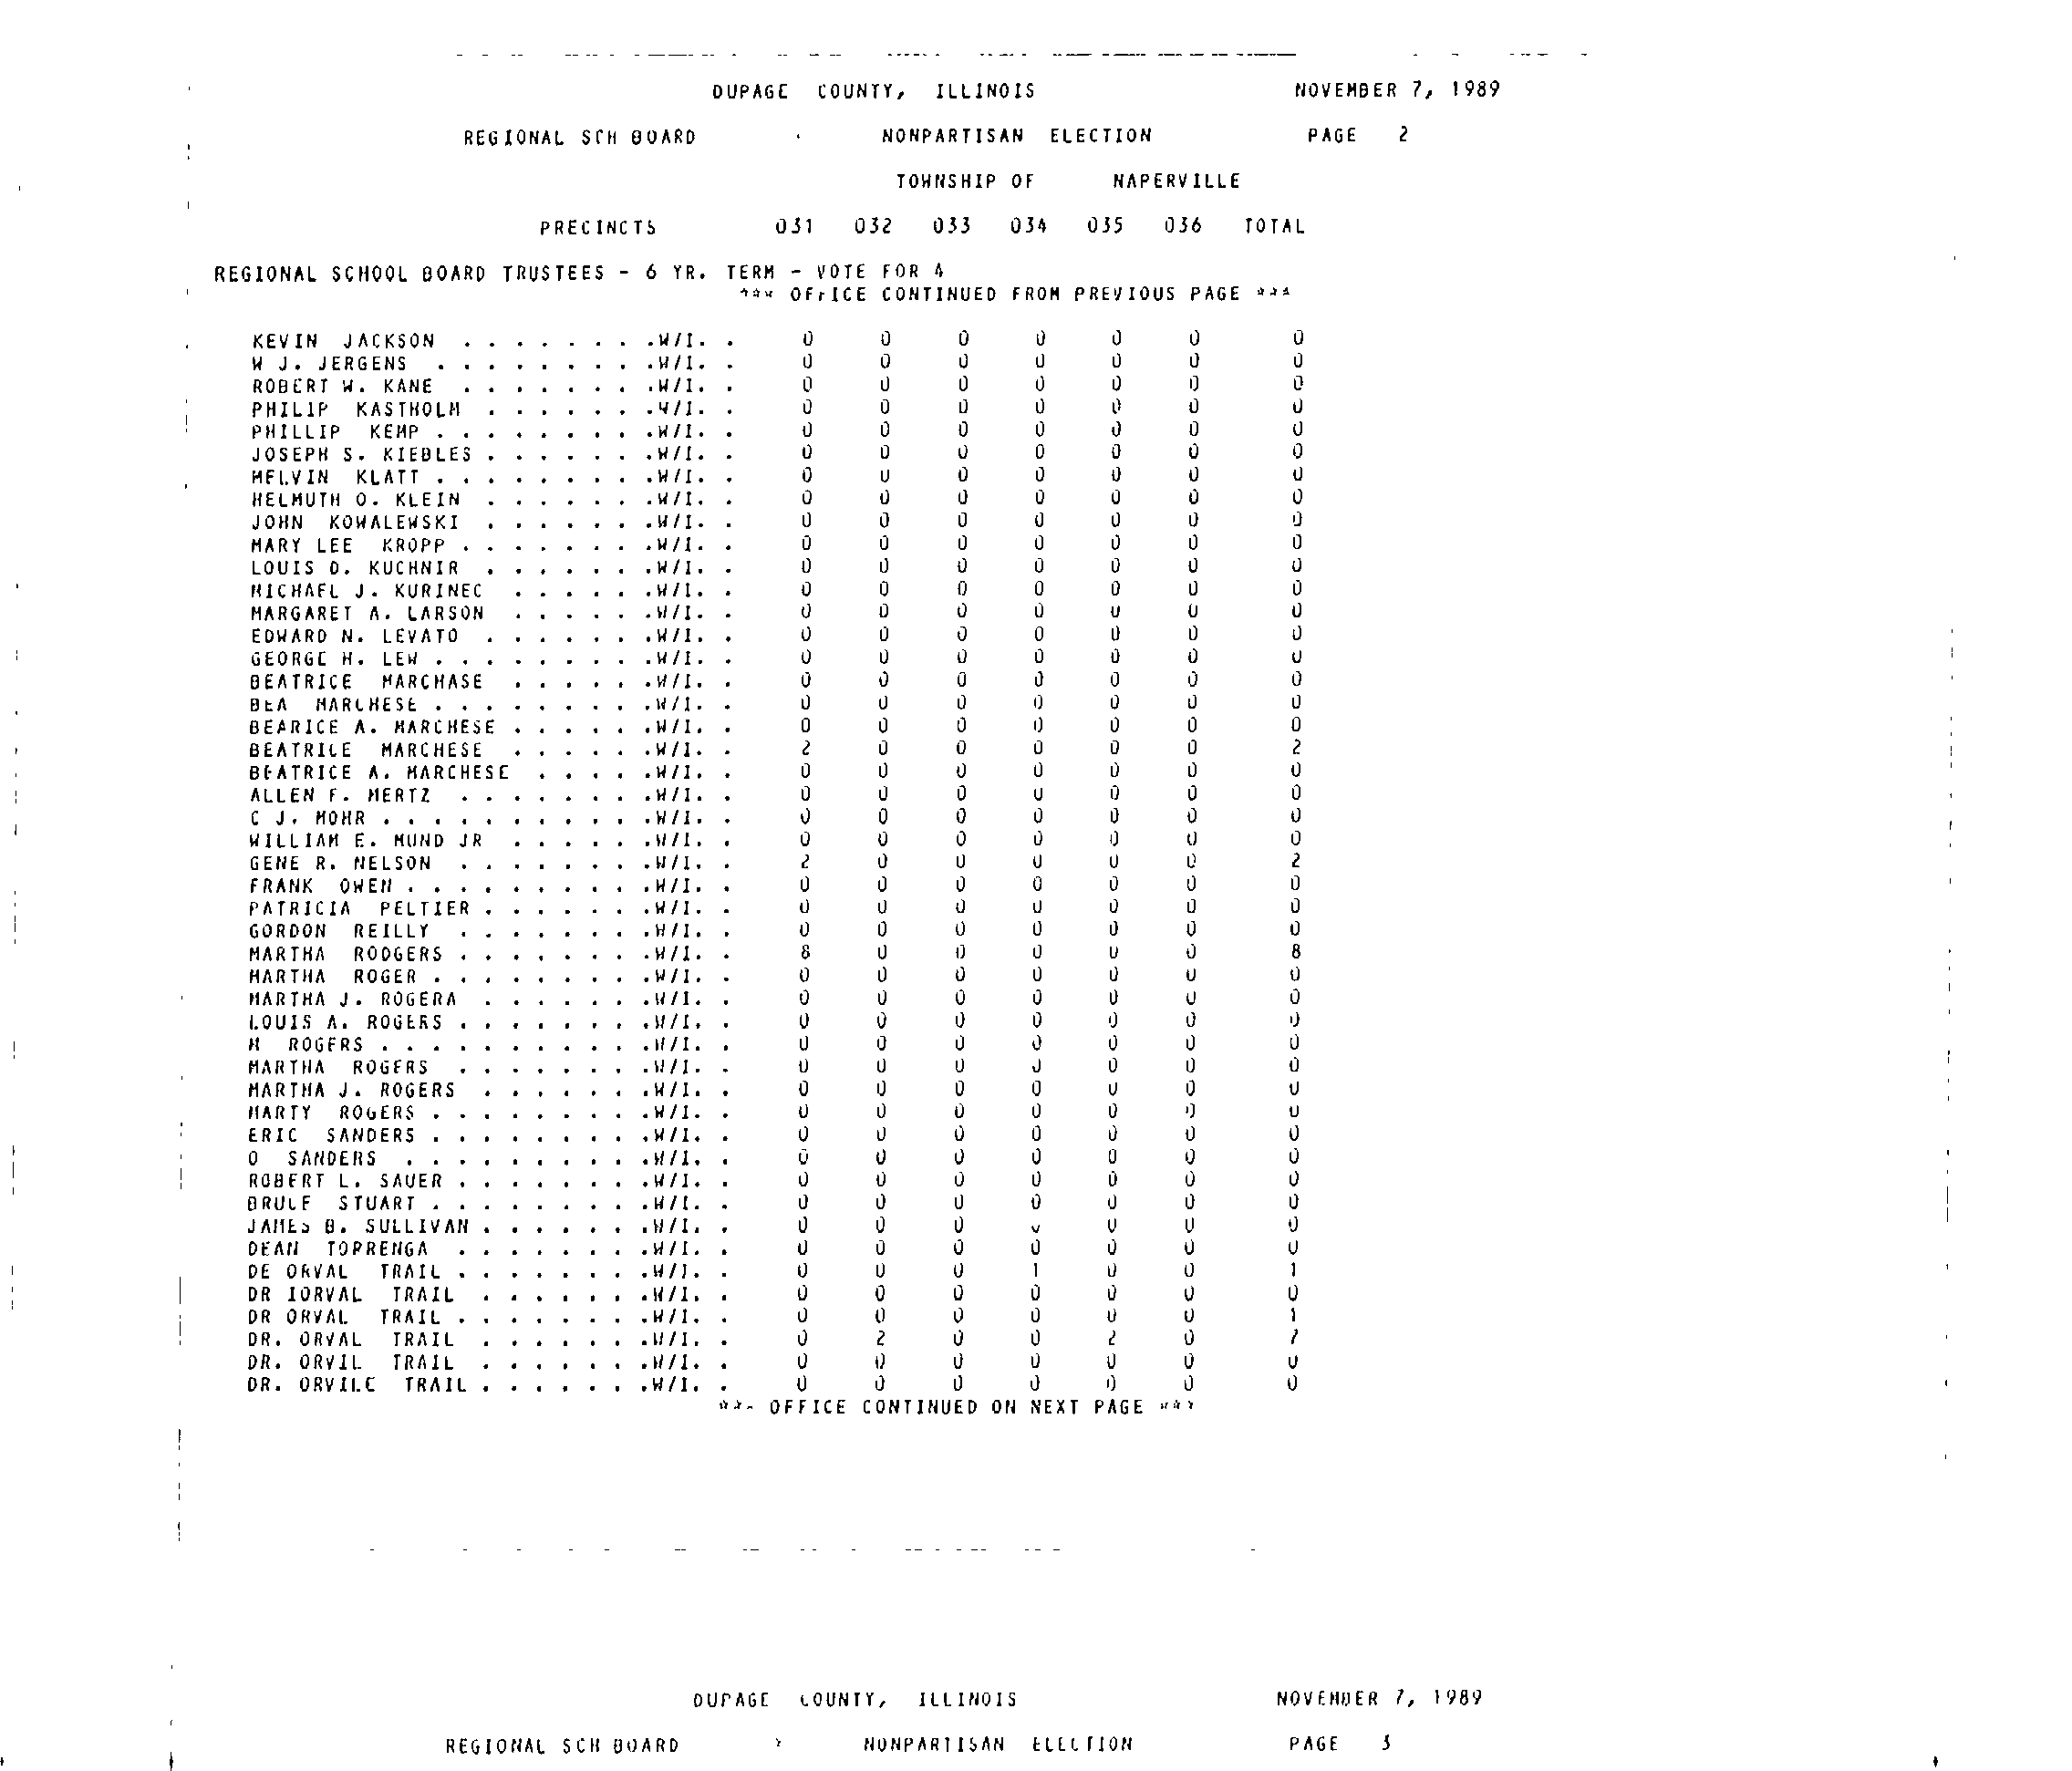 DUPAGE COUNTY, ILLINOIS NOVEMBER 7, 1989
REGIONAL SCH BOARD NONPARTISAN ELECTION PAGE 2
TOWNSHIP OF NAPERVILLE
PRECINCTS 031 032 033 034 035 036 TOTAL
REGIONAL SCHOOL BOARD TRUSTEES - 6 YR. TERM - VOTE FOR 4
*** OFFICE CONTINUED FROM PREVIOUS PAGE ***
KEVIN JACKSON . . . . . . . .W/I. . 0 0 0 0 0 0 0
W J. JERGENS . . . . . . . . .W/I. . 0 0 0 0 0 0 0
ROBERT W. KANE . . . . . . . .W/I. . 0 0 0 0 0 0 0
PHILIP KASTHOLM . . . . . . .W/I. . 0 0 0 0 0 0 0
PHILLIP KEMP . . . . . . . . .W/I. . 0 0 0 0 0 0 0
JOSEPH S. KIEBLES . . . . . . .W/I. . 0 0 0 0 0 0 0
MELVIN KLATT . . . . . . . . .W/I. . 0 0 0 0 0 0 0
HELMUTH O. KLEIN . . . . . . .W/I. . 0 0 0 0 0 0 0
JOHN KOWALEWSKI . . . . . . .W/I. . 0 0 0 0 0 0 0
MARY LEE KROPP . . . . . . . .W/I. . 0 0 0 0 0 0 0
LOUIS D. KUCHNIR . . . . . . .W/I. . 0 0 0 0 0 0 0
MICHAEL J. KURINEC . . . . . .W/I. . 0 0 0 0 0 0 0
MARGARET A. LARSON . . . . . .W/I. . 0 0 0 0 0 0 0
EDWARD N. LEVATO . . . . . . .W/I. . 0 0 0 0 0 0 0
GEORGE H. LEW . . . . . . . . .W/I. . 0 0 0 0 0 0 0
BEATRICE MARCHASE . . . . . .W/I. . 0 0 0 0 0 0 0
BEA MARCHESE . . . . . . . . .W/I. . 0 0 0 0 0 0 0
BEARICE A. MARCHESE . . . . . .W/I. . 0 0 0 0 0 0 0
BEATRICE MARCHESE . . . . . .W/I. . 2 0 0 0 0 0 2
BEATRICE A. MARCHESE . . . . .W/I. . 0 0 0 0 0 0 0
ALLEN F. MERTZ . . . . . . . .W/I. . 0 0 0 0 0 0 0
C J. MOHR . . . . . . . . . . .W/I. . 0 0 0 0 0 0 0
WILLIAM E. MUND JR . . . . . .W/I. . 0 0 0 0 0 0 0
GENE R. NELSON . . . . . . . .W/I. . 2 0 0 0 0 0 2
FRANK OWEN . . . . . . . . . .W/I. . 0 0 0 0 0 0 0
PATRICIA PELTIER . . . . . . .W/I. . 0 0 0 0 0 0 0
GORDON REILLY . . . . . . . .W/I. . 0 0 0 0 0 0 0
MARTHA RODGERS . . . . . . . .W/I. . 8 0 0 0 0 0 8
MARTHA ROGER . . . . . . . . .W/I. . 0 0 0 0 0 0 0
MARTHA J. ROGERA . . . . . . .W/I. . 0 0 0 0 0 0 0
LOUIS A. ROGERS . . . . . . . .W/I. . 0 0 0 0 0 0 0
M ROGERS . . . . . . . . . . .W/I. . 0 0 0 0 0 0 0
MARTHA ROGERS . . . . . . . .W/I. . 0 0 0 0 0 0 0
MARTHA J. ROGERS . . . . . . .W/I. . 0 0 0 0 0 0 0
MARTY ROGERS . . . . . . . . .W/I. . 0 0 0 0 0 0 0
ERIC SANDERS . . . . . . . . .W/I. . 0 0 0 0 0 0 0
O SANDERS . . . . . . . . . .W/I. . 0 0 0 0 0 0 0
ROBERT L. SAUER . . . . . . . .W/I. . 0 0 0 0 0 0 0
BRUCE STUART . . . . . . . . .W/I. . 0 0 0 0 0 0 0
JAMES B. SULLIVAN . . . . . . .W/I. . 0 0 0 0 0 0 0
DEAN TOPRENGA . . . . . . . .W/I. . 0 0 0 0 0 0 0
DE ORVAL TRAIL . . . . . . . .W/I. . 0 0 0 1 0 0 1
DR IORVAL TRAIL . . . . . . .W/I. . 0 0 0 0 0 0 0
DR ORVAL TRAIL . . . . . . . .W/I. . 0 0 0 0 0 0 1
DR. ORVAL TRAIL . . . . . . .W/I. . 0 2 0 0 2 0 7
DR. ORVIL TRAIL . . . . . . .W/I. . 0 0 0 0 0 0 0
DR. ORVILE TRAIL . . . . . . .W/I. . 0 0 0 0 0 0 0
*** OFFICE CONTINUED ON NEXT PAGE ***
DUPAGE COUNTY, ILLINOIS NOVEMBER 7, 1989
REGIONAL SCH BOARD NONPARTISAN ELECTION PAGE 3